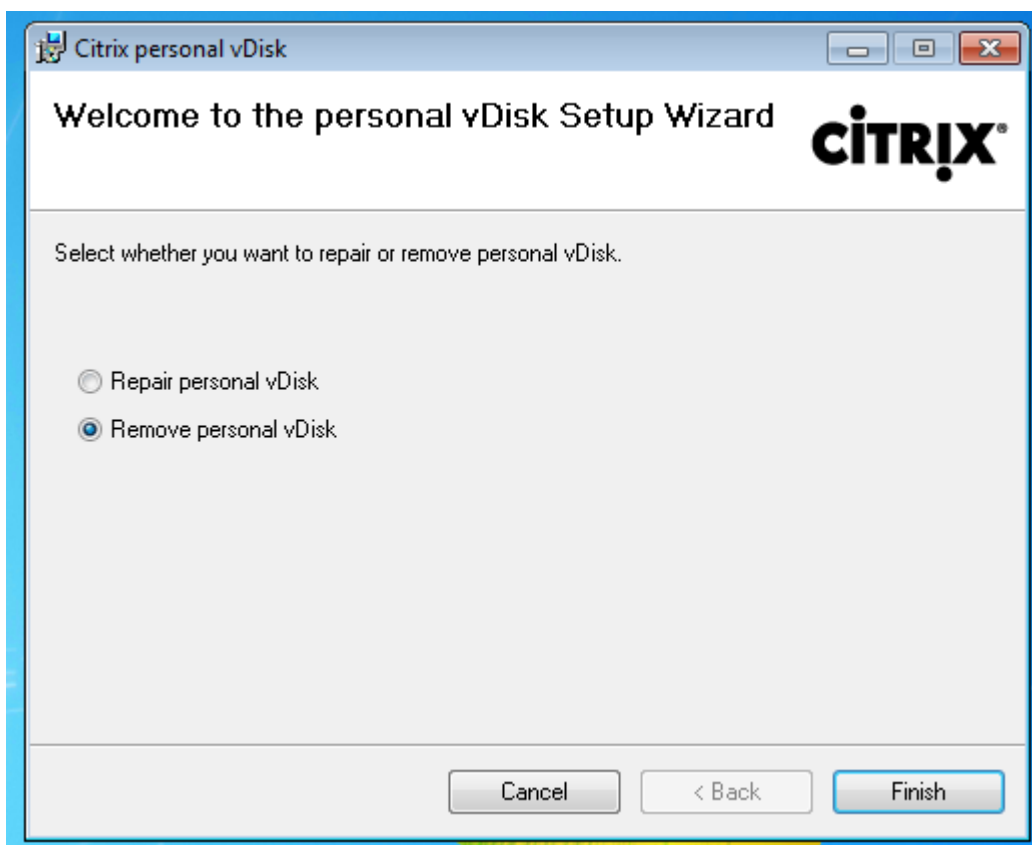 Citrix personal vDisk
Welcome to the personal vDisk Setup Wizard
CITRIX®
Select whether you want to repair or remove personal vDisk.
Repair personal vDisk
Remove personal vDisk
Cancel
< Back
Finish